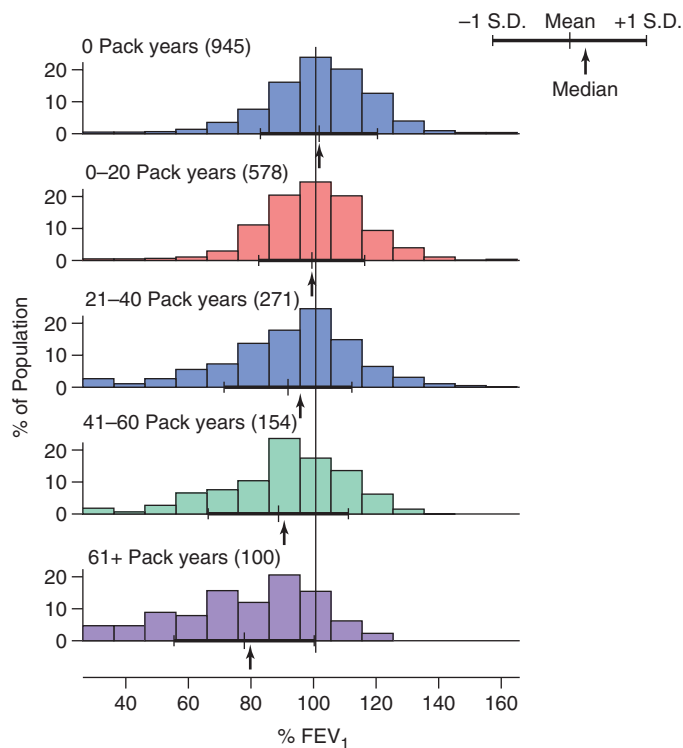 −1 S.D. Mean +1 S.D.
Median
0 Pack years (945)
20
10
0
0–20 Pack years (578)
20
10
0
21–40 Pack years (271)
20
10
0
41–60 Pack years (154)
20
10
0
61+ Pack years (100)
20
10
0
% of Population
40 60 80 100 120 140 160
% FEV₁